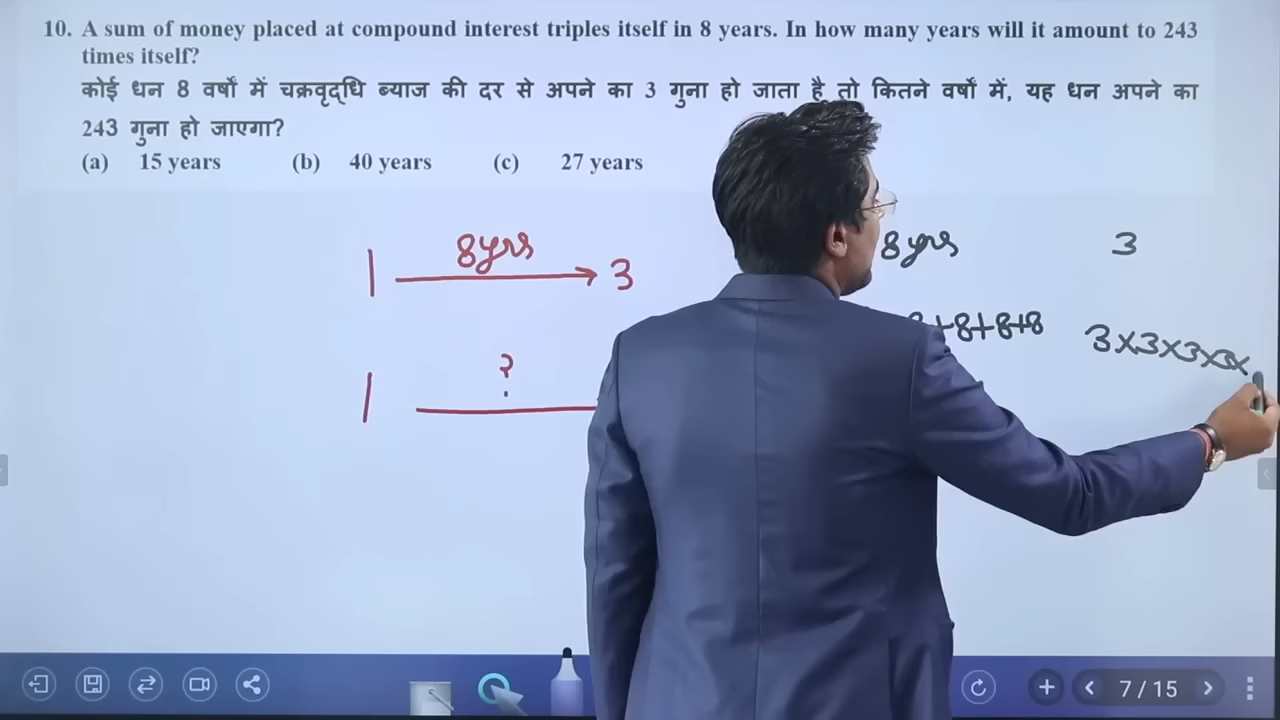 10. A sum of money placed at compound interest triples itself in 8 years. In how many years will it amount to 243
times itself?
कोई धन 8 वर्षों में चक्रवृद्धि ब्याज की दर से अपने का 3 गुना हो जाता है तो कितने वर्षों में, यह धन अपने का
243 गुना हो जाएगा?
(a) 15 years (b) 40 years (c) 27 years
1 8yrs 3
8yrs 3
+8+8+8 3×3×3×3×
1 ?
7 / 15